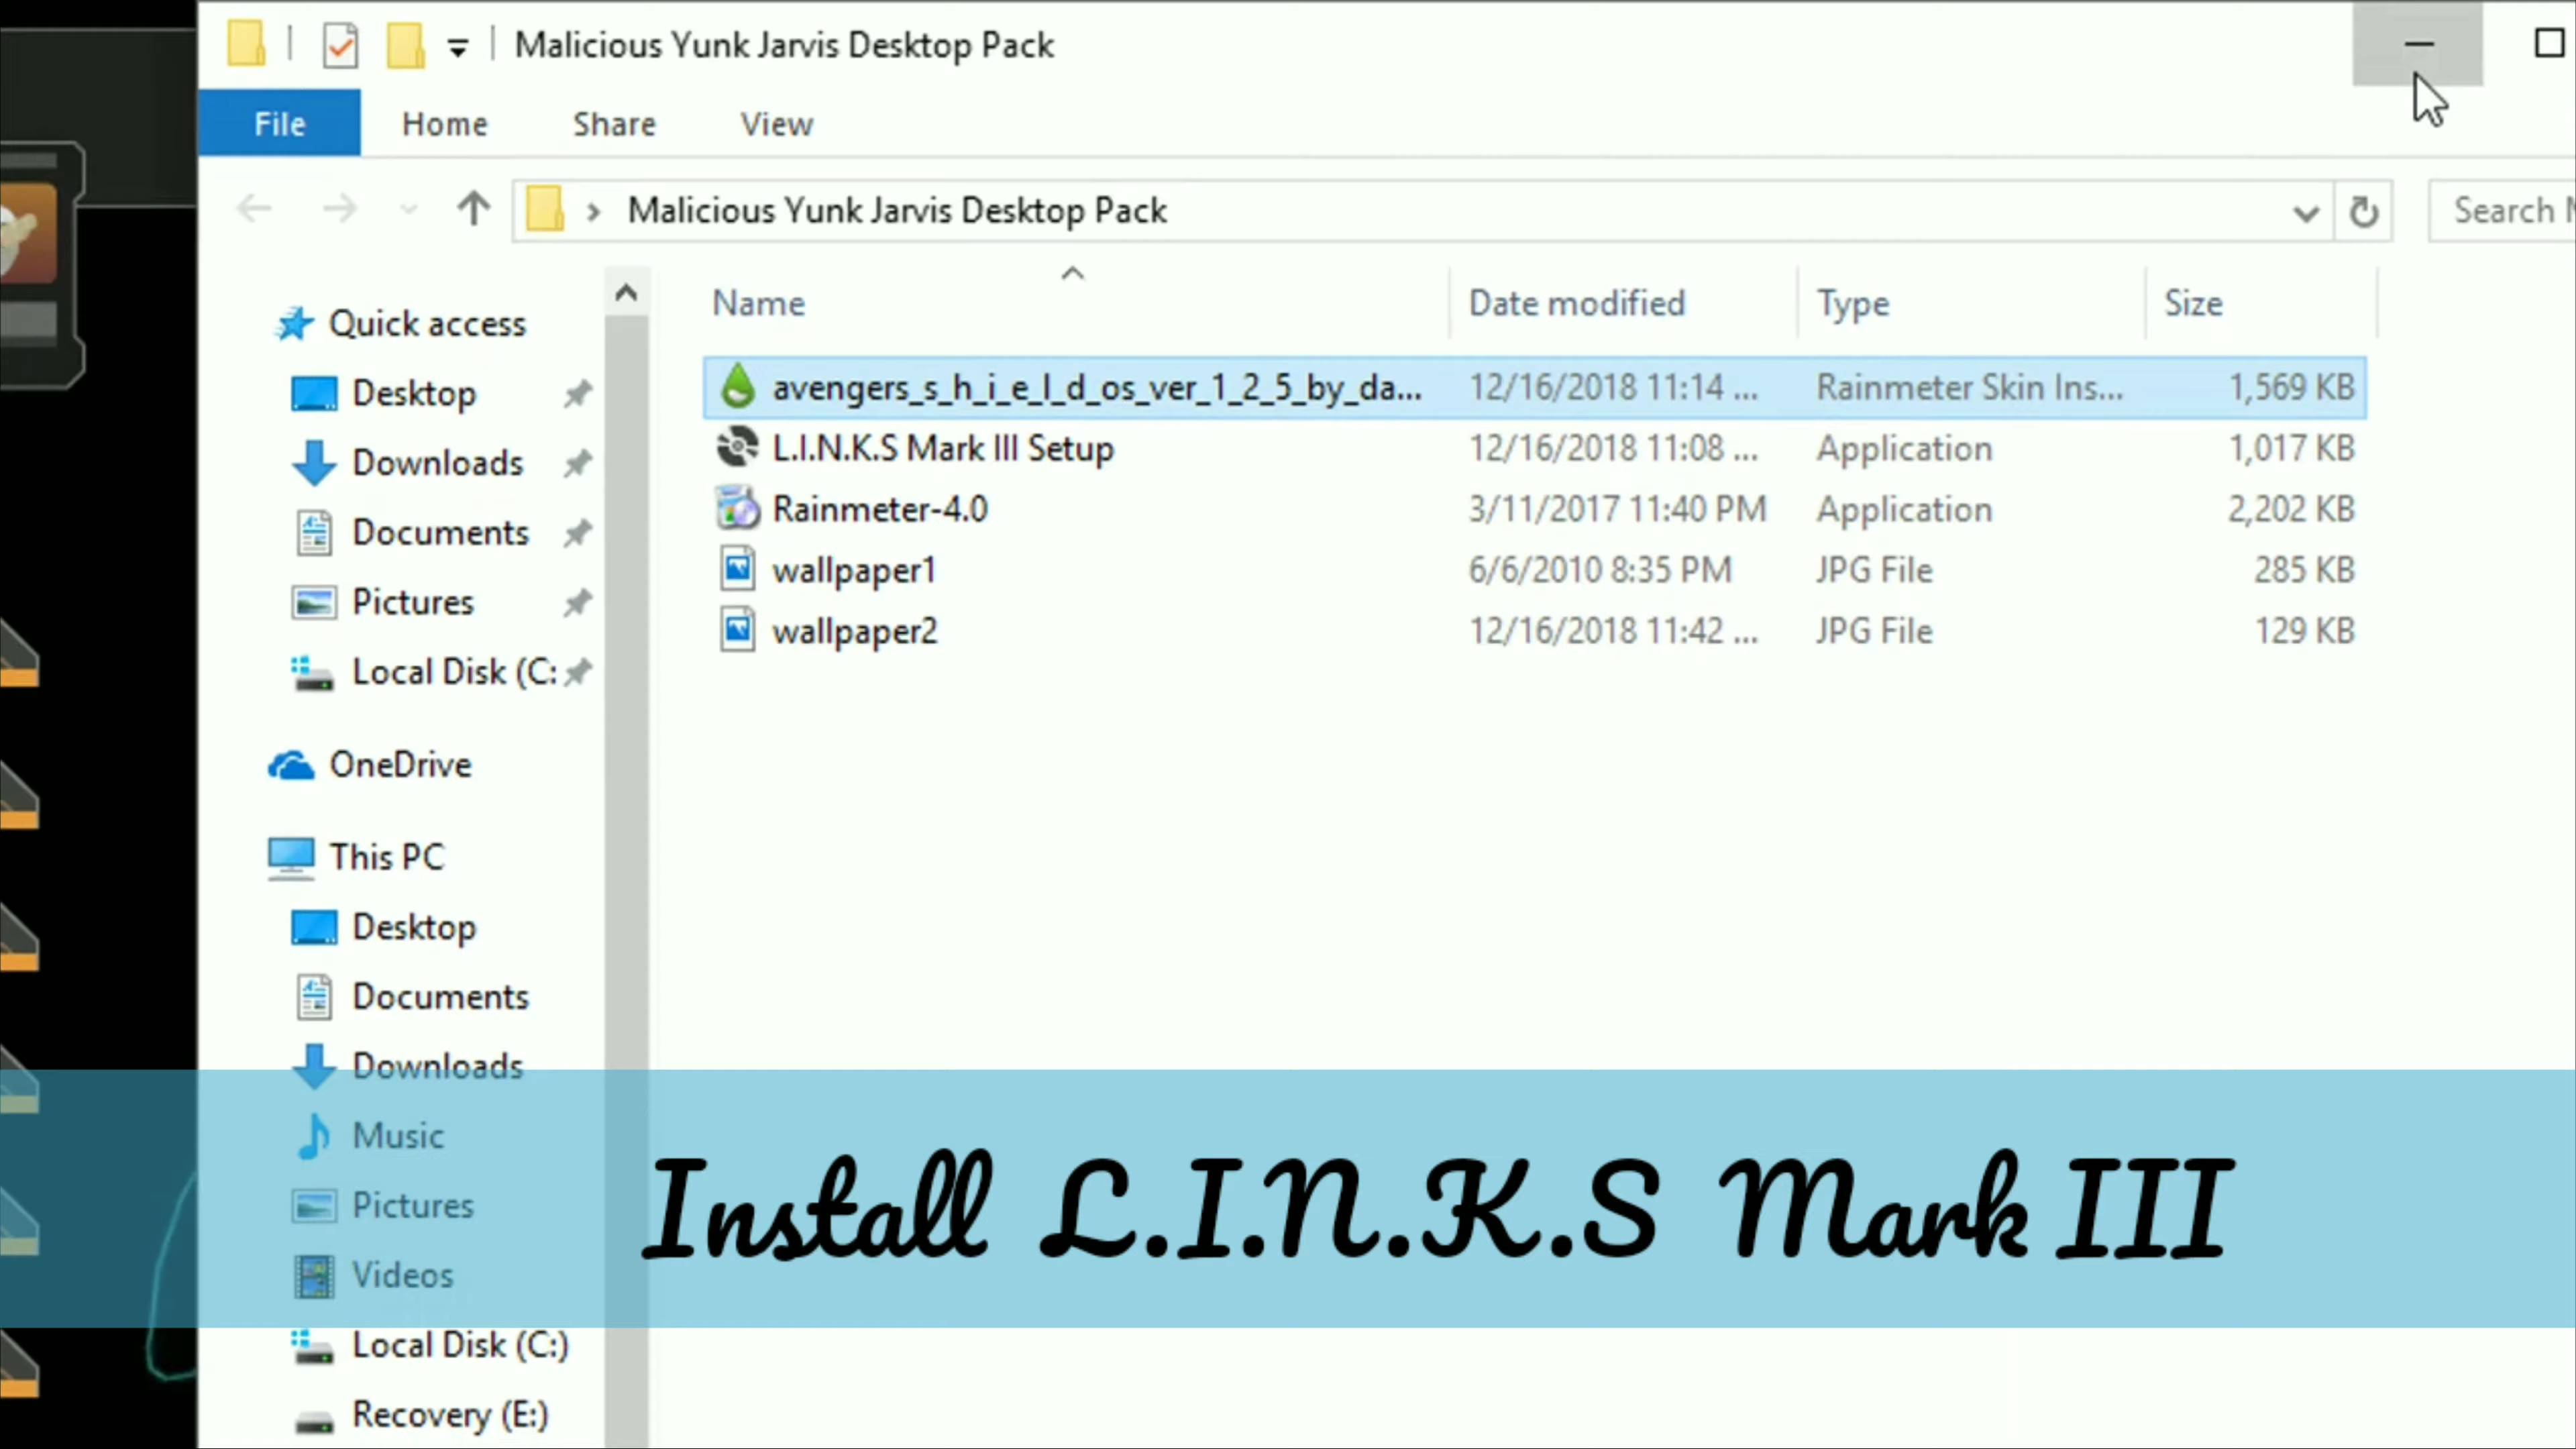 Malicious Yunk Jarvis Desktop Pack
File Home Share View
Malicious Yunk Jarvis Desktop Pack
Search
Name Date modified Type Size
Quick access
Desktop
Downloads
Documents
Pictures
Local Disk (C:
OneDrive
This PC
Desktop
Documents
Downloads
Music
Pictures
Videos
Local Disk (C:)
Recovery (E:)
avengers_s_h_i_e_l_d_os_ver_1_2_5_by_da... 12/16/2018 11:14 ... Rainmeter Skin Ins... 1,569 KB
L.I.N.K.S Mark III Setup 12/16/2018 11:08 ... Application 1,017 KB
Rainmeter-4.0 3/11/2017 11:40 PM Application 2,202 KB
wallpaper1 6/6/2010 8:35 PM JPG File 285 KB
wallpaper2 12/16/2018 11:42 ... JPG File 129 KB
Install L.I.N.K.S Mark III